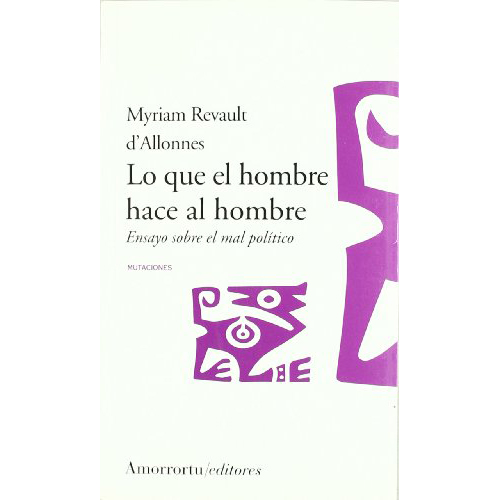 Myriam Revault
d'Allonnes
Lo que el hombre
hace al hombre
Ensayo sobre el mal político
MUTACIONES
Amorrortu/editores